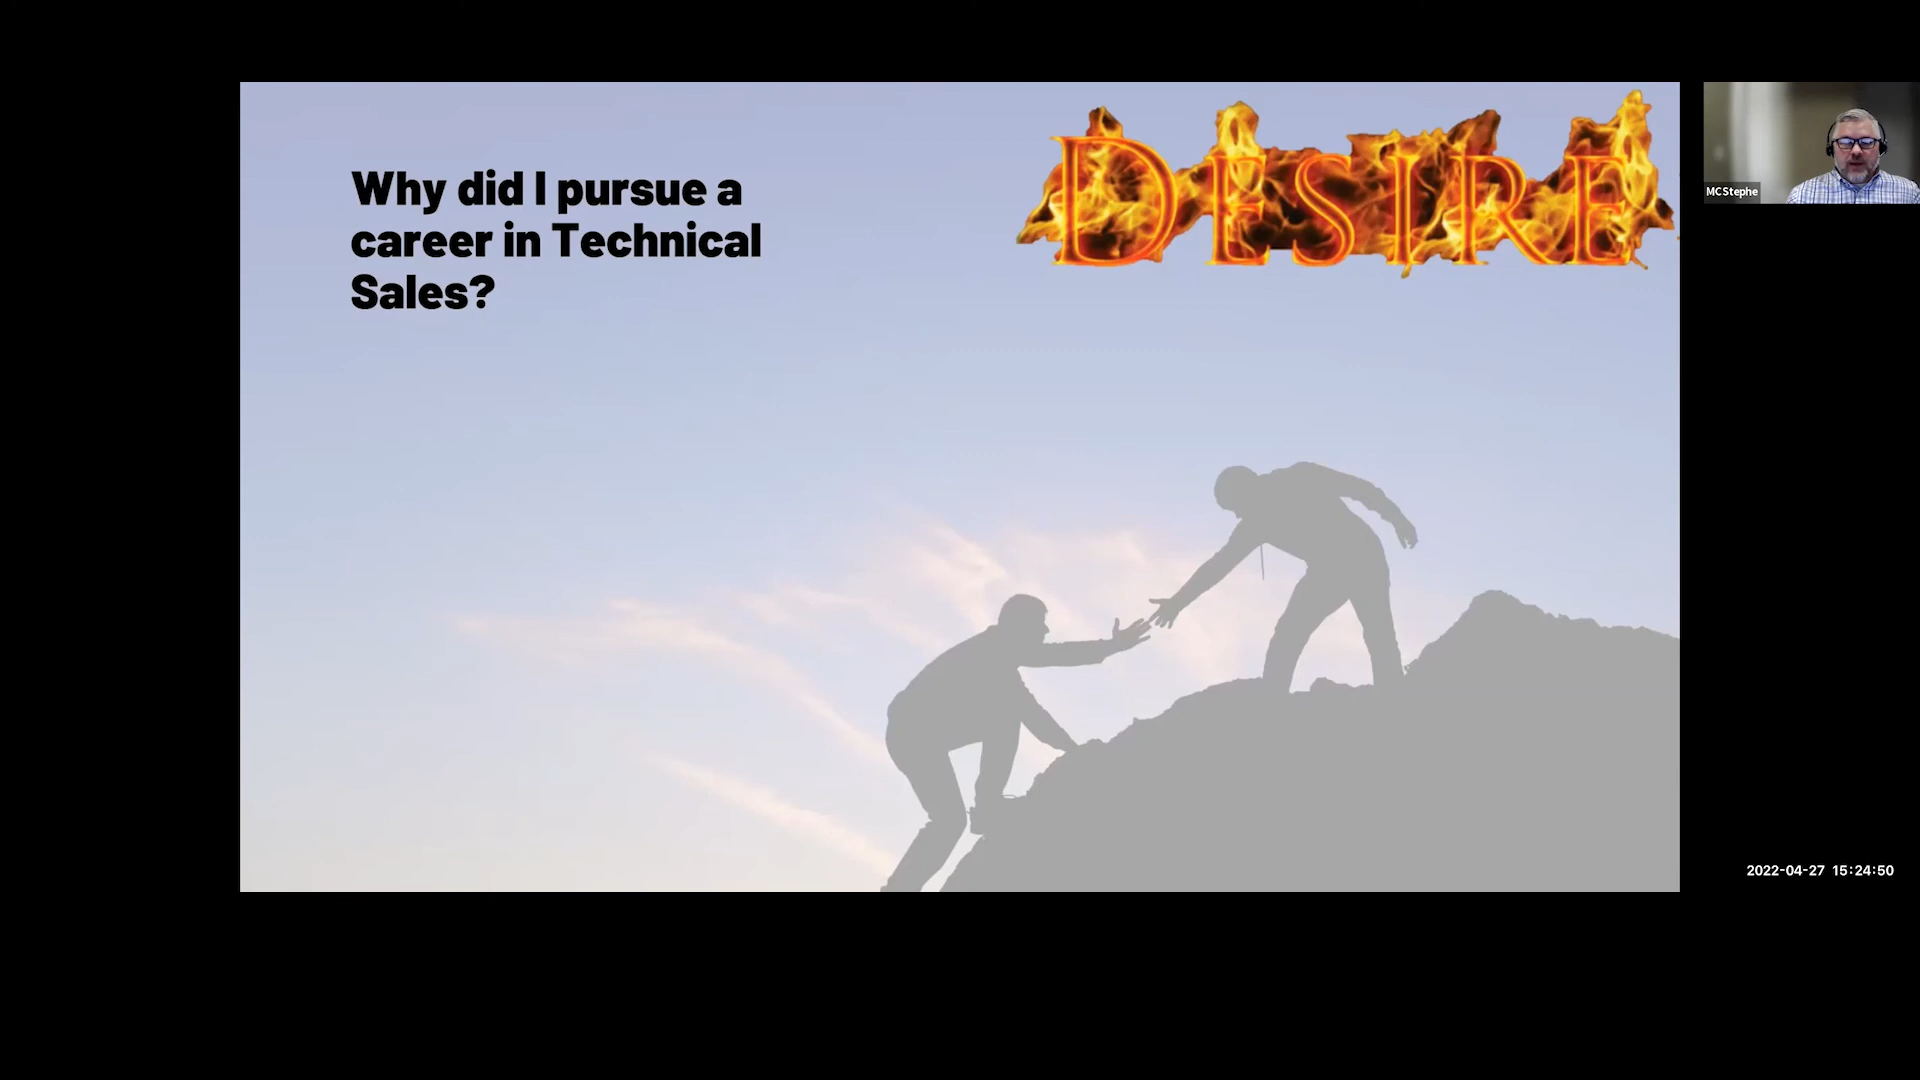 Why did I pursue a
career in Technical
Sales?
DESIRE
MCStephe
2022-04-27 15:24:50